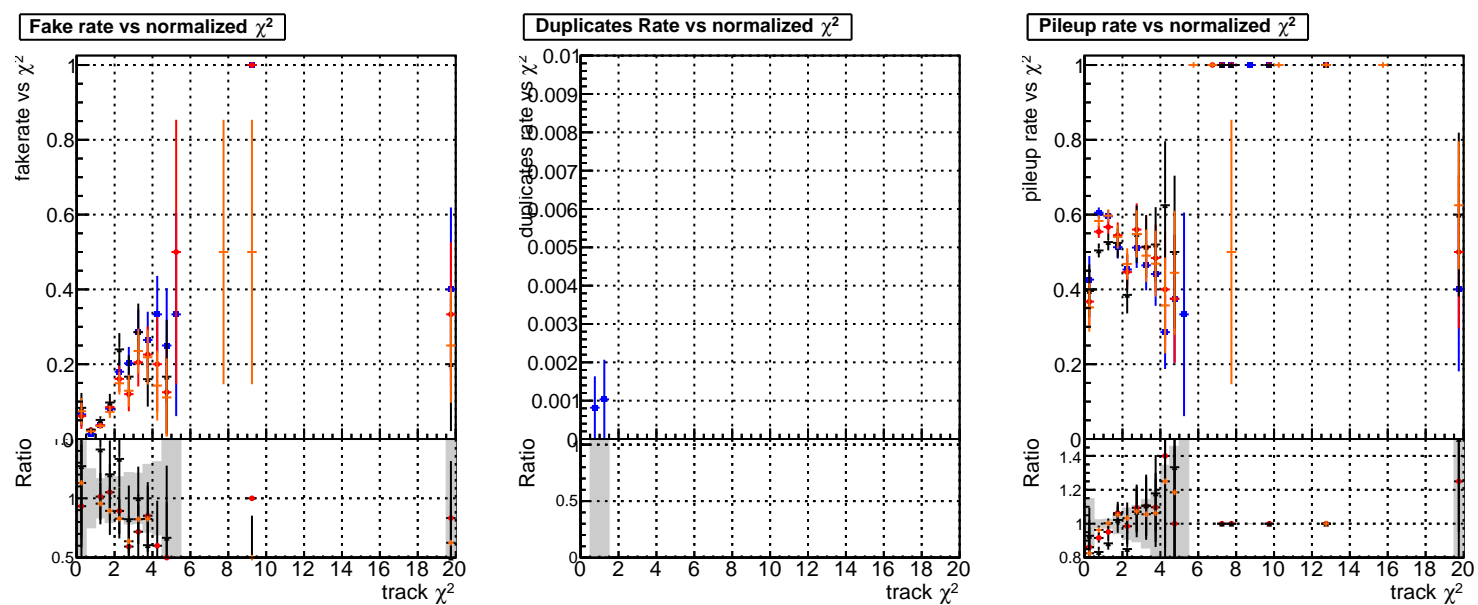 Fake rate vs normalized χ²
fakerate vs χ²
1
0.8
0.6
0.4
0.2
0
Ratio
1
0.5
0 2 4 6 8 10 12 14 16 18 20
track χ²
Duplicates Rate vs normalized χ²
duplicates rate vs χ²
0.01
0.009
0.008
0.007
0.006
0.005
0.004
0.003
0.002
0.001
0
Ratio
0.5
0
0 2 4 6 8 10 12 14 16 18 20
track χ²
Pileup rate vs normalized χ²
pileup rate vs χ²
1
0.8
0.6
0.4
0.2
0
Ratio
1.4
1.2
1.0
0.8
0 2 4 6 8 10 12 14 16 18 20
track χ²